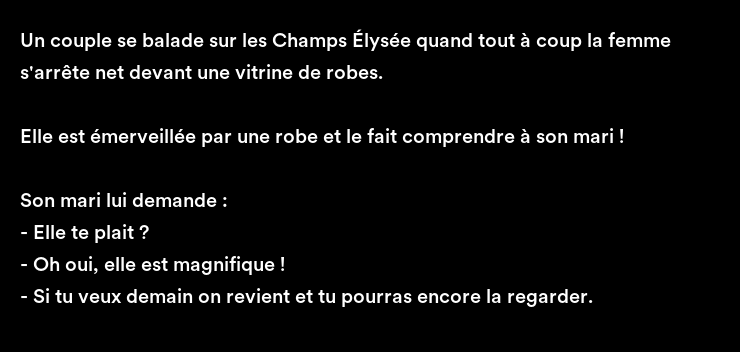 Un couple se balade sur les Champs Élysée quand tout à coup la femme
s'arrête net devant une vitrine de robes.
Elle est émerveillée par une robe et le fait comprendre à son mari !
Son mari lui demande :
- Elle te plait ?
- Oh oui, elle est magnifique !
- Si tu veux demain on revient et tu pourras encore la regarder.